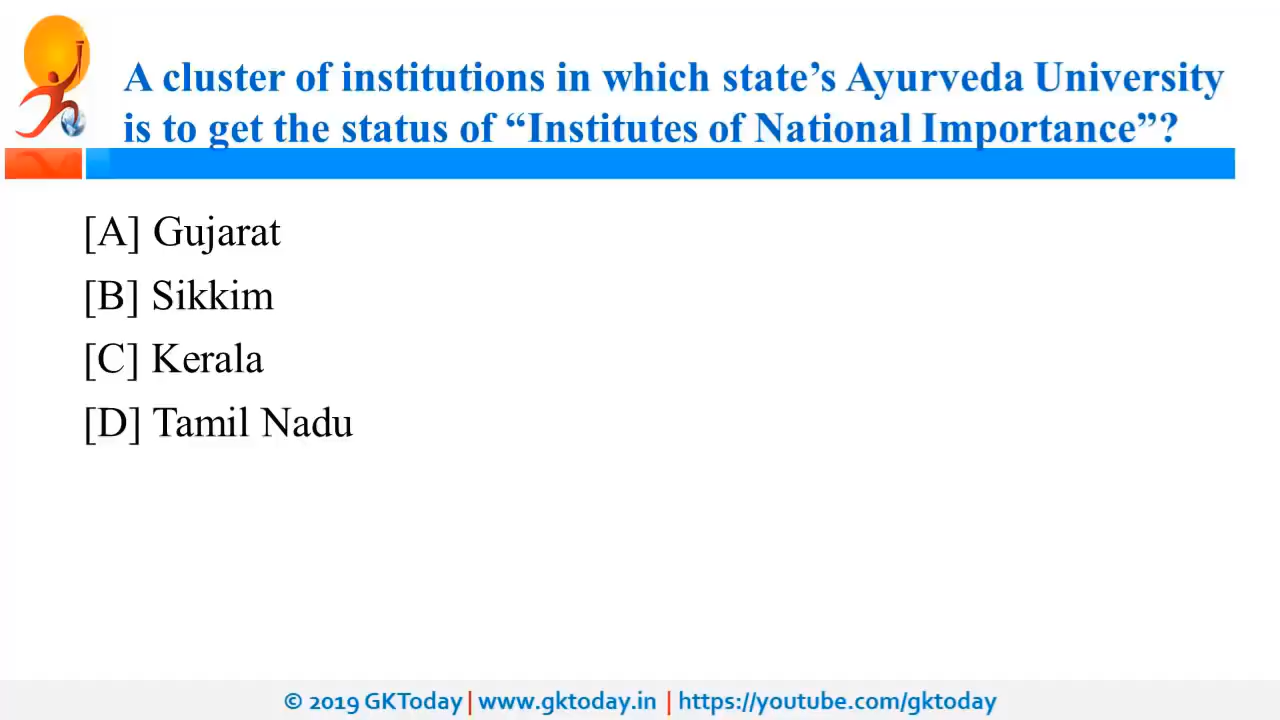 A cluster of institutions in which state’s Ayurveda University
is to get the status of “Institutes of National Importance”?
[A] Gujarat
[B] Sikkim
[C] Kerala
[D] Tamil Nadu
© 2019 GKToday | www.gktoday.in | https://youtube.com/gktoday